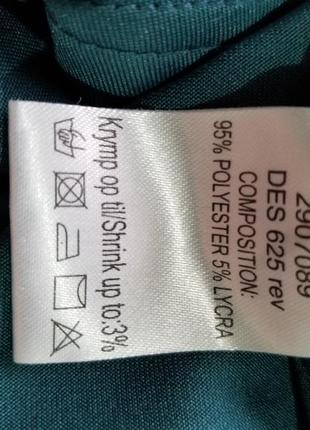 2907089
DES 625 rev
COMPOSITION:
95% POLYESTER 5% LYCRA
Krymp op til/Shrink up to:3%